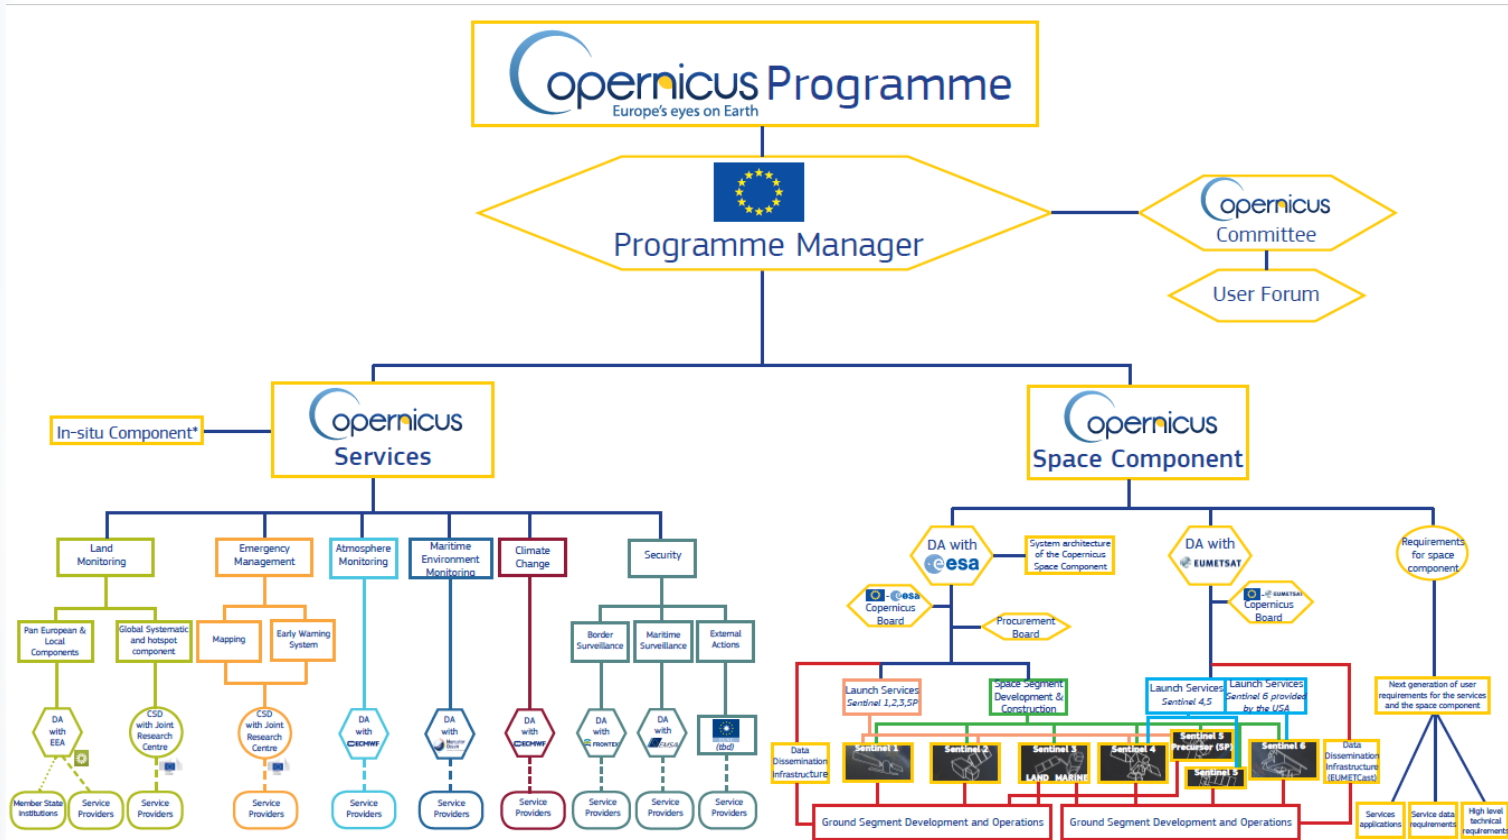 Copernicus Programme
Europe's eyes on Earth
Programme Manager
Copernicus
Committee
User Forum
Copernicus
Services
In-situ Component*
Copernicus
Space Component
Land
Monitoring
Emergency
Management
Atmosphere
Monitoring
Maritime
Environment
Monitoring
Climate
Change
Security
Pan European &
Local
Components
Global Systematic
and hotspot
component
Mapping
Early Warning
System
Border
Surveillance
Maritime
Surveillance
External
Actions
DA
with
EEA
CSD
with Joint
Research
Centre
CSD
with Joint
Research
Centre
DA
with
ECMWF
DA
with
Mercator
Ocean
DA
with
ECMWF
DA
with
FRONTEX
DA
with
EMSA
(tbd)
Member State
Institutions
Service
Providers
Service
Providers
Service
Providers
Service
Providers
Service
Providers
Service
Providers
Service
Providers
Service
Providers
Service
Providers
DA with
esa
System architecture
of the Copernicus
Space Component
DA with
EUMETSAT
Requirements
for space
component
-esa
Copernicus
Board
Procurement
Board
-EUMETSAT
Copernicus
Board
Launch Services
Sentinel 1,2,3,5P
Space Segment
Development &
Construction
Launch Services
Sentinel 4,5
Launch Services
Sentinel 6 provided
by the USA
Next generation of user
requirements for the services
and the space component
Data
Dissemination
Infrastructure
Sentinel 1
Sentinel 2
Sentinel 3
LAND MARINE
Sentinel 4
Sentinel 5
Precursor (5P)
Sentinel 5
Sentinel 6
Data
Dissemination
Infrastructure
(EUMETCast)
Ground Segment Development and Operations
Ground Segment Development and Operations
Services
applications
Service data
requirements
High level
technical
requirements